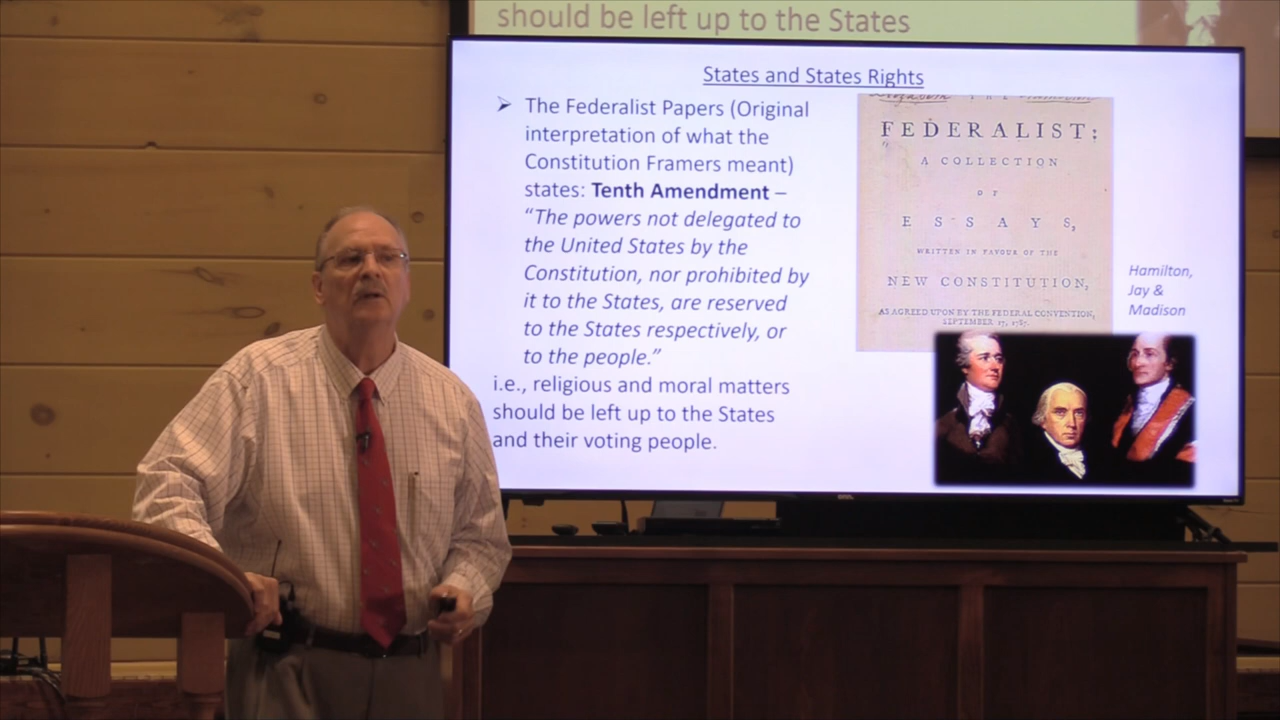 should be left up to the States
States and States Rights
➢ The Federalist Papers (Original
interpretation of what the
Constitution Framers meant)
states: Tenth Amendment –
“The powers not delegated to
the United States by the
Constitution, nor prohibited by
it to the States, are reserved
to the States respectively, or
to the people.”
i.e., religious and moral matters
should be left up to the States
and their voting people.
FEDERALIST:
A COLLECTION
OF
ESSAYS,
WRITTEN IN FAVOUR OF THE
NEW CONSTITUTION,
AS AGREED UPON BY THE FEDERAL CONVENTION,
SEPTEMBER 17, 1787.
Hamilton,
Jay &
Madison